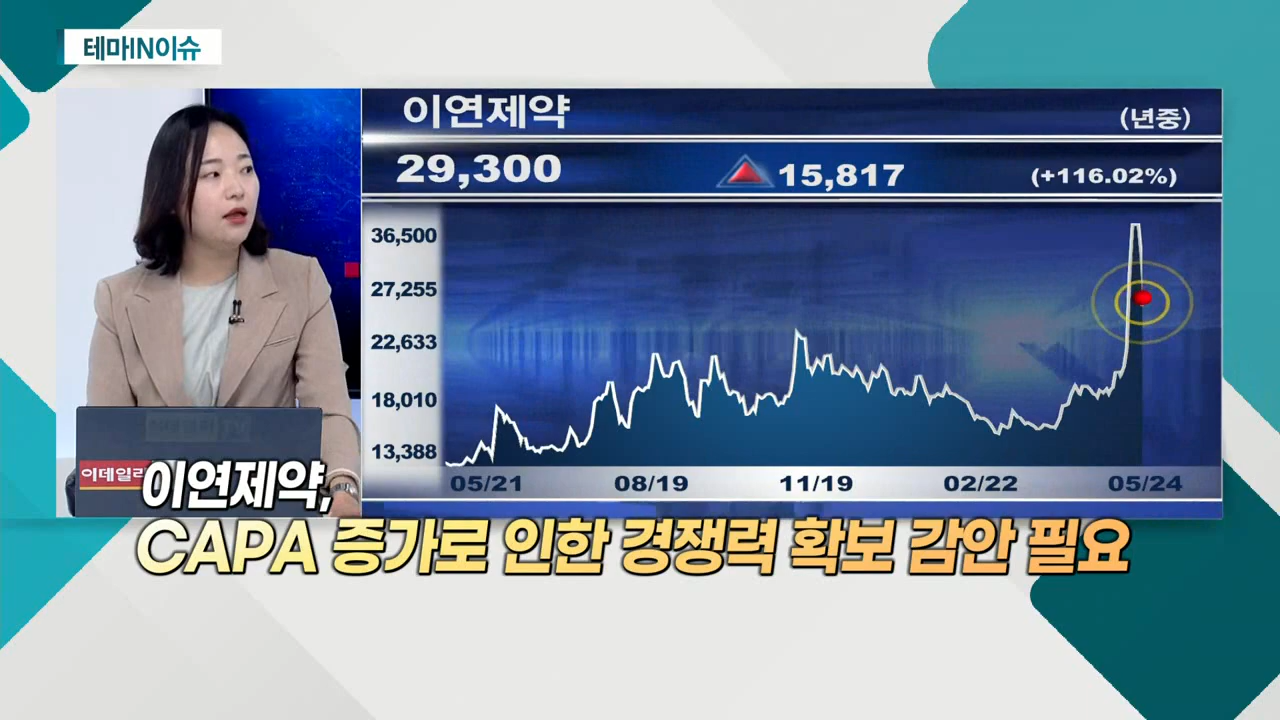 테마IN이슈
이연제약
(년중)
29,300
15,817
(+116.02%)
36,500
27,255
22,633
18,010
13,388
05/21
08/19
11/19
02/22
05/24
이데일리
이연제약,
CAPA 증가로 인한 경쟁력 확보 감안 필요